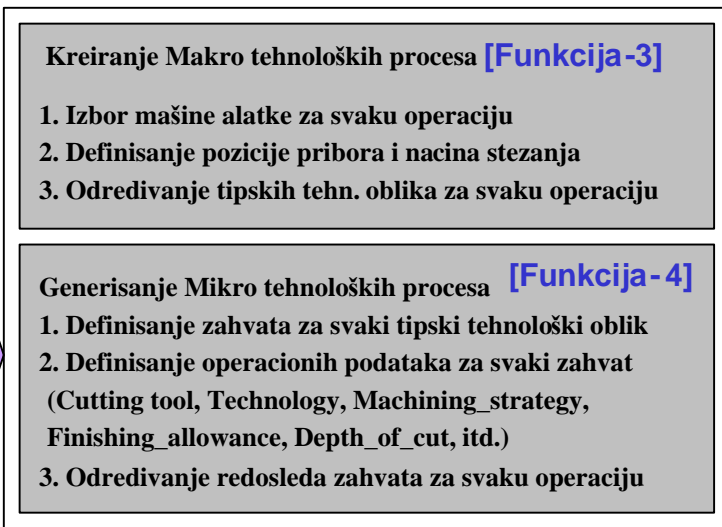 Kreiranje Makro tehnoloških procesa [Funkcija-3]
1. Izbor mašine alatke za svaku operaciju
2. Definisanje pozicije pribora i nacina stezanja
3. Odredivanje tipskih tehn. oblika za svaku operaciju
Generisanje Mikro tehnoloških procesa [Funkcija-4]
1. Definisanje zahvata za svaki tipski tehnološki oblik
2. Definisanje operacionih podataka za svaki zahvat
(Cutting tool, Technology, Machining_strategy,
Finishing_allowance, Depth_of_cut, itd.)
3. Odredivanje redosleda zahvata za svaku operaciju